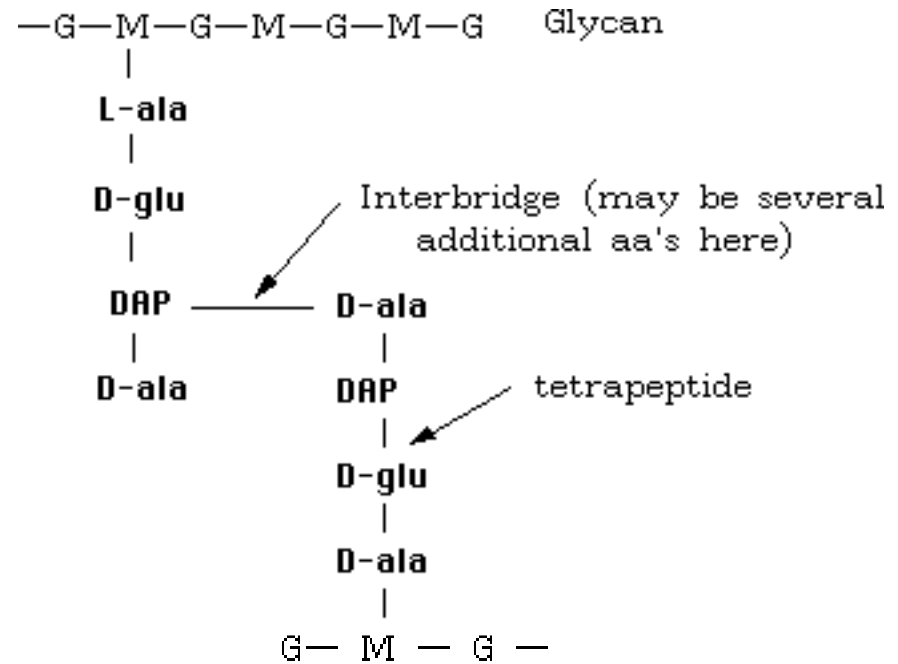 —G—M—G—M—G—M—G Glycan
L-ala
D-glu
Interbridge (may be several
additional aa's here)
DAP — D-ala
D-ala
DAP
tetrapeptide
D-glu
D-ala
G— M — G —